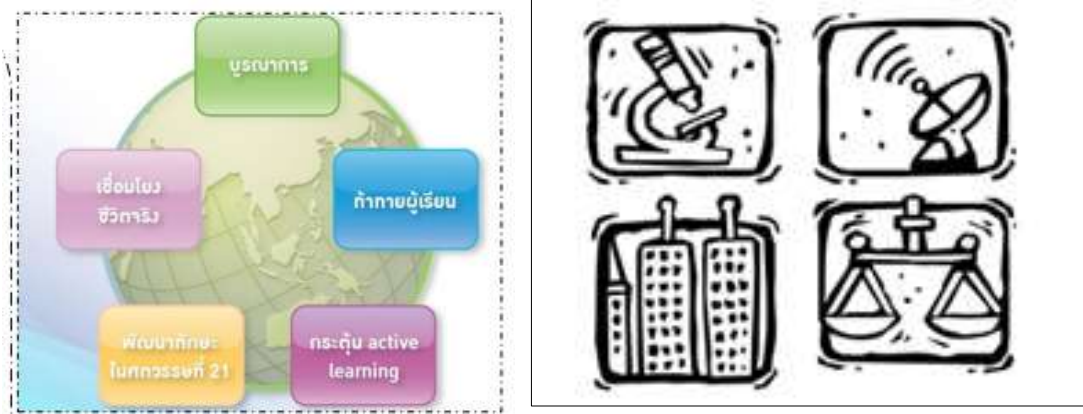 บูรณาการ
เชื่อมโยง
ชีวิตจริง
ท้าทายผู้เรียน
พัฒนาทักษะ
ในศตวรรษที่ 21
กระตุ้น active
learning